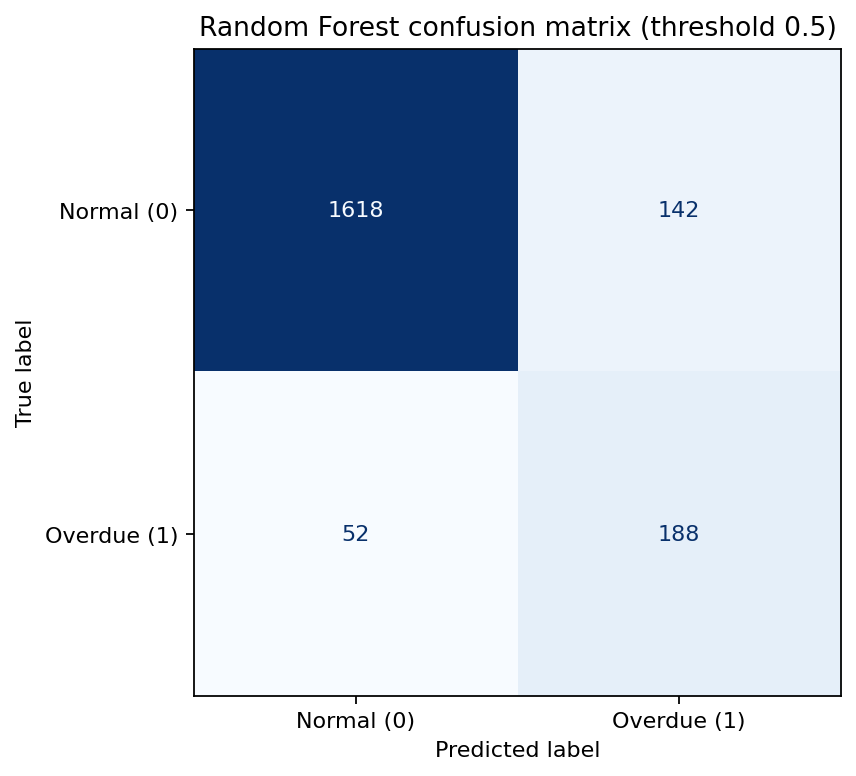 Random Forest confusion matrix (threshold 0.5)
Normal (0)
1618
142
True label
Overdue (1)
52
188
Normal (0)
Overdue (1)
Predicted label